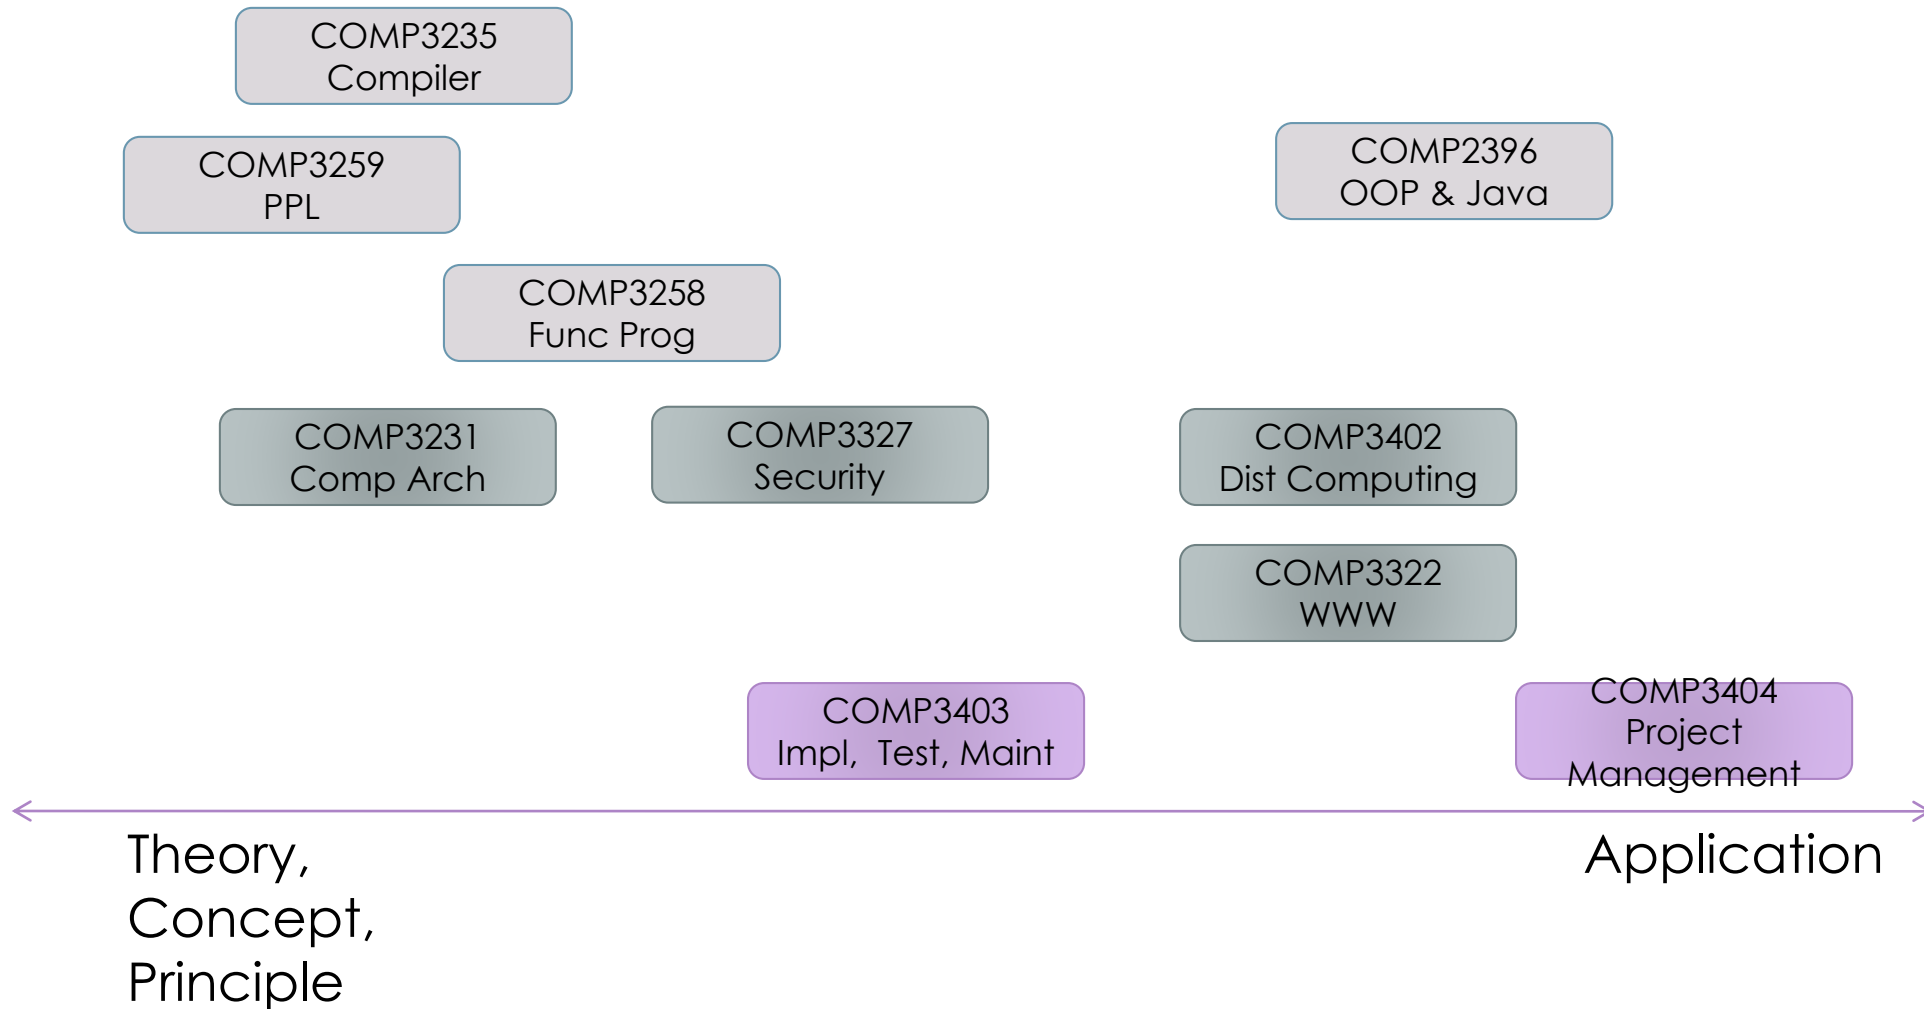 COMP3235
Compiler
COMP3259
PPL
COMP2396
OOP & Java
COMP3258
Func Prog
COMP3231
Comp Arch
COMP3327
Security
COMP3402
Dist Computing
COMP3322
WWW
COMP3403
Impl, Test, Maint
COMP3404
Project
Management
Theory,
Concept,
Principle
Application